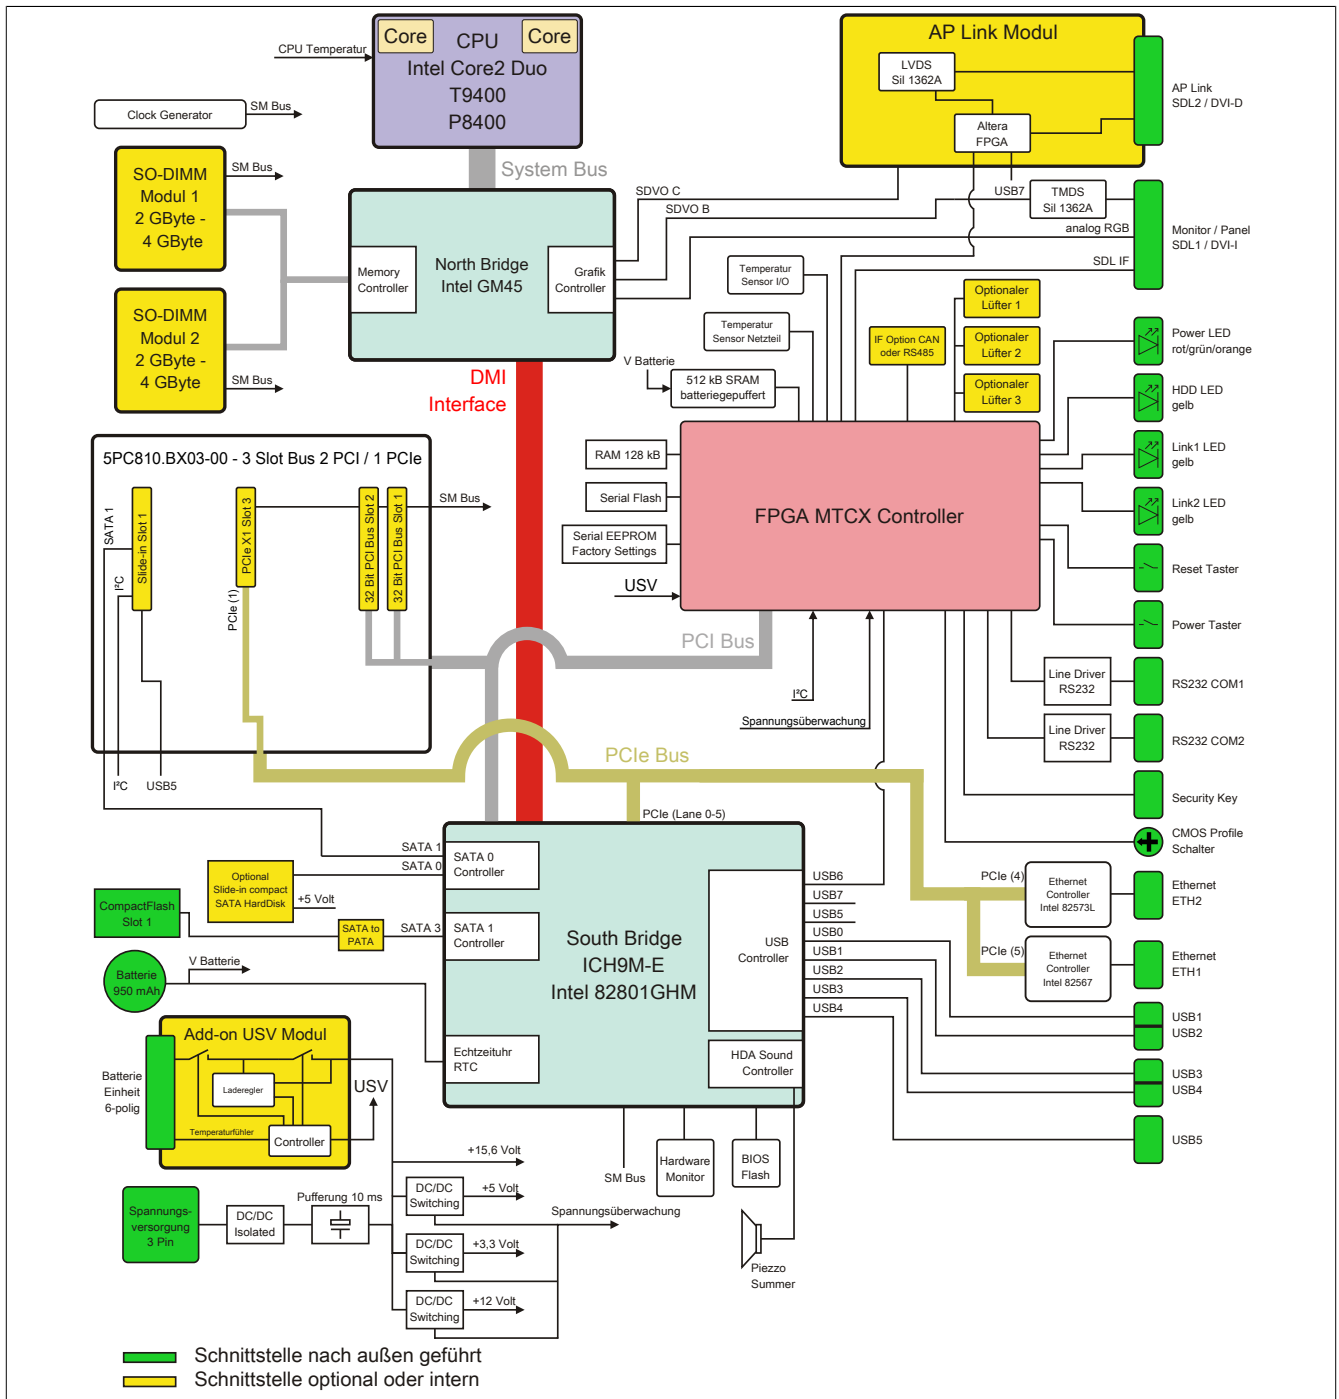 Core
CPU
Core
Intel Core2 Duo
T9400
P8400
CPU Temperatur
Clock Generator
SM Bus
AP Link Modul
LVDS
Sil 1362A
Altera
FPGA
AP Link
SDL2 / DVI-D
SO-DIMM
Modul 1
2 GByte -
4 GByte
SM Bus
System Bus
SDVO C
SDVO B
USB7
TMDS
Sil 1362A
analog RGB
SDL IF
Monitor / Panel
SDL1 / DVI-I
Memory
Controller
North Bridge
Intel GM45
Grafik
Controller
SO-DIMM
Modul 2
2 GByte -
4 GByte
SM Bus
DMI
Interface
Temperatur
Sensor I/O
Temperatur
Sensor Netzteil
V Batterie
512 kB SRAM
batteriegepuffert
IF Option CAN
oder RS485
Optionaler
Lüfter 1
Optionaler
Lüfter 2
Optionaler
Lüfter 3
Power LED
rot/grün/orange
HDD LED
gelb
Link1 LED
gelb
Link2 LED
gelb
Reset Taster
Power Taster
5PC810.BX03-00 - 3 Slot Bus 2 PCI / 1 PCIe
SATA 1
I²C
Slide-in Slot 1
PCIe X1 Slot 3
PCIe (1)
32 Bit PCI Bus Slot 2
32 Bit PCI Bus Slot 1
SM Bus
I²C
USB5
RAM 128 kB
Serial Flash
Serial EEPROM
Factory Settings
USV
FPGA MTCX Controller
PCI Bus
I²C
Spannungsüberwachung
Line Driver
RS232
RS232 COM1
Line Driver
RS232
RS232 COM2
Security Key
CMOS Profile
Schalter
PCIe Bus
PCIe (Lane 0-5)
PCIe (4)
Ethernet
Controller
Intel 82573L
Ethernet
ETH2
PCIe (5)
Ethernet
Controller
Intel 82567
Ethernet
ETH1
SATA 1
SATA 0
SATA 0
Controller
Optional
Slide-in compact
SATA HardDisk
+5 Volt
CompactFlash
Slot 1
SATA to
PATA
SATA 3
SATA 1
Controller
Batterie
950 mAh
V Batterie
South Bridge
ICH9M-E
Intel 82801GHM
USB
Controller
USB6
USB7
USB5
USB0
USB1
USB2
USB3
USB4
USB1
USB2
USB3
USB4
USB5
Echtzeituhr
RTC
HDA Sound
Controller
Add-on USV Modul
Batterie
Einheit
6-polig
Laderegler
Temperaturfühler
Controller
USV
SM Bus
Hardware
Monitor
BIOS
Flash
Piezzo
Summer
+15,6 Volt
Spannungs-
versorgung
3 Pin
DC/DC
Isolated
Pufferung 10 ms
DC/DC
Switching
+5 Volt
Spannungsüberwachung
DC/DC
Switching
+3,3 Volt
DC/DC
Switching
+12 Volt
Schnittstelle nach außen geführt
Schnittstelle optional oder intern